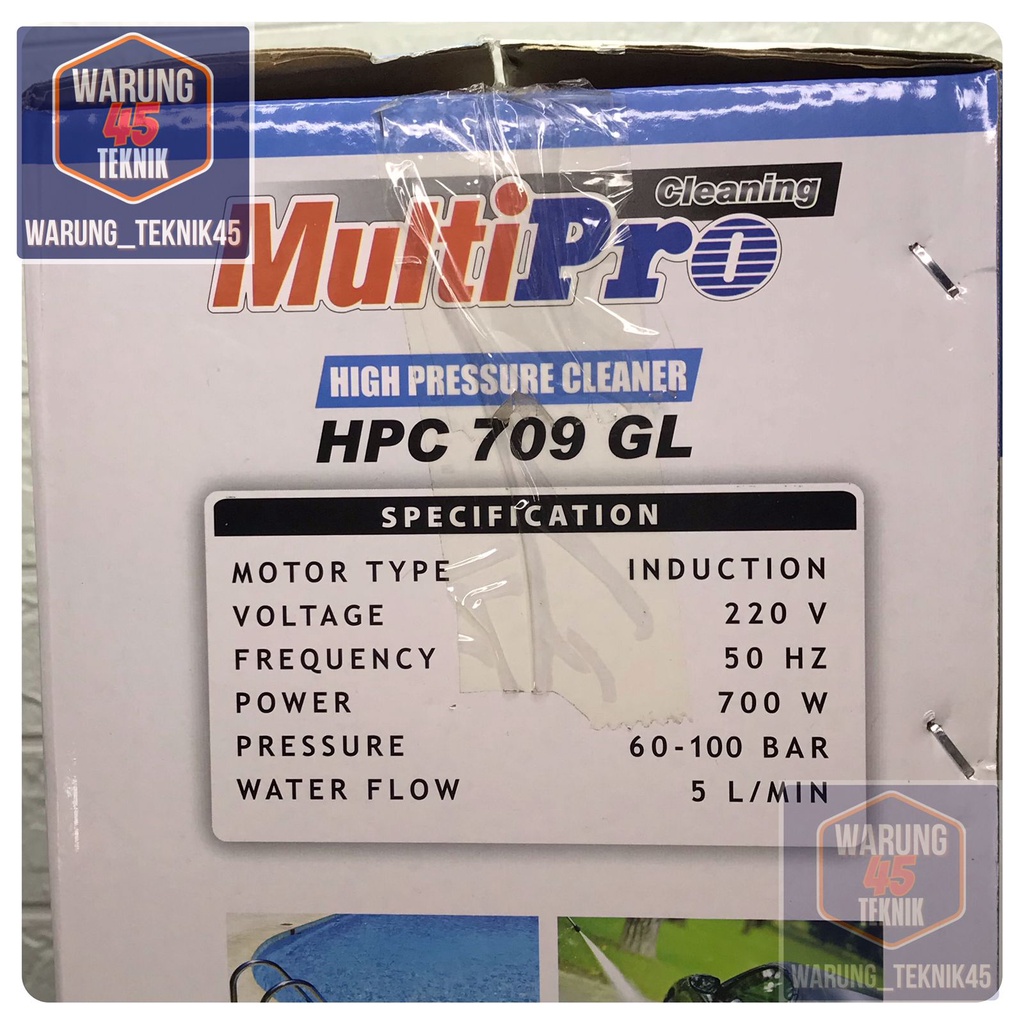 WARUNG
45
TEKNIK
WARUNG_TEKNIK45
Cleaning
MultiPro
HIGH PRESSURE CLEANER
HPC 709 GL
SPECIFICATION
MOTOR TYPE INDUCTION
VOLTAGE 220 V
FREQUENCY 50 HZ
POWER 700 W
PRESSURE 60-100 BAR
WATER FLOW 5 L/MIN
WARUNG
45
TEKNIK
WARUNG_TEKNIK45